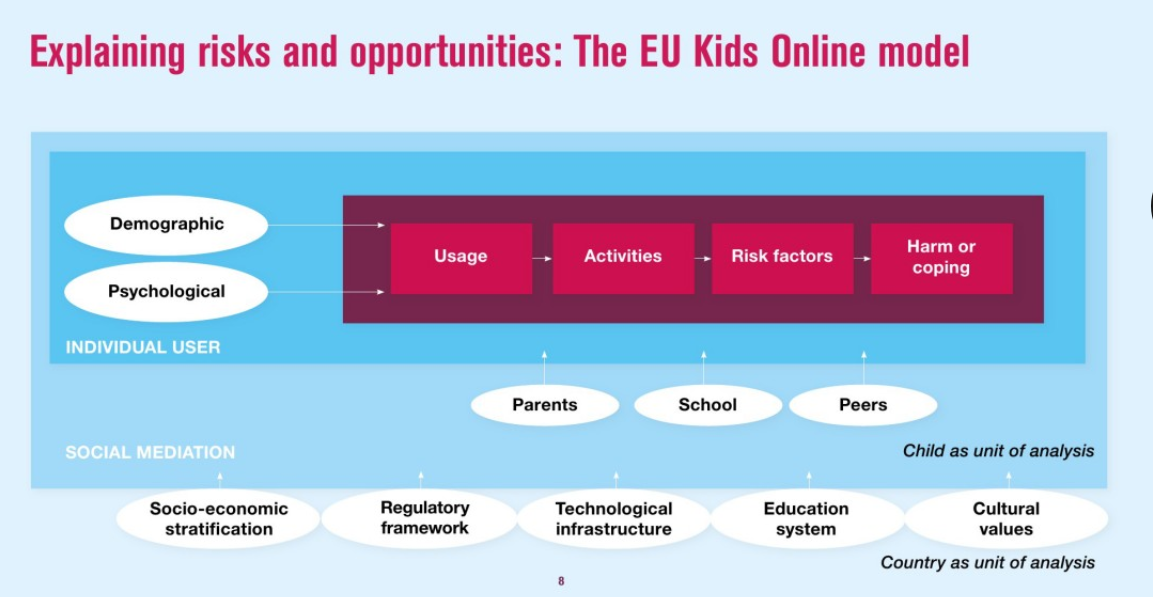 Explaining risks and opportunities: The EU Kids Online model
Demographic
Psychological
Usage
Activities
Risk factors
Harm or
coping
INDIVIDUAL USER
Parents
School
Peers
SOCIAL MEDIATION
Child as unit of analysis
Socio-economic
stratification
Regulatory
framework
Technological
infrastructure
Education
system
Cultural
values
Country as unit of analysis
8